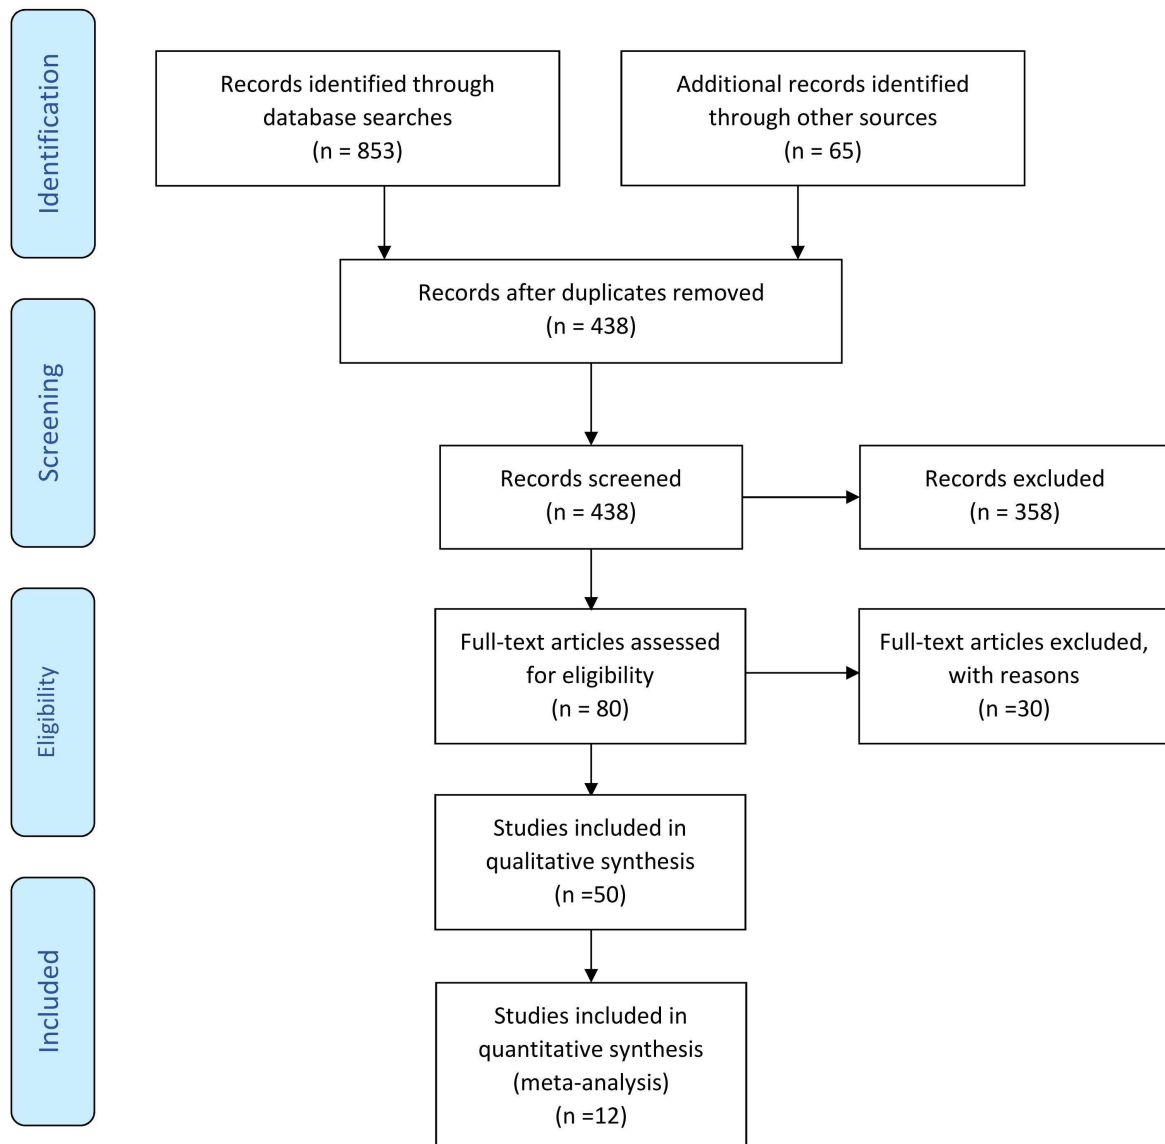 Identification
Records identified through
database searches
(n = 853)
Additional records identified
through other sources
(n = 65)
Records after duplicates removed
(n = 438)
Screening
Records screened
(n = 438)
Records excluded
(n = 358)
Eligibility
Full-text articles assessed
for eligibility
(n = 80)
Full-text articles excluded,
with reasons
(n =30)
Studies included in
qualitative synthesis
(n =50)
Included
Studies included in
quantitative synthesis
(meta-analysis)
(n =12)